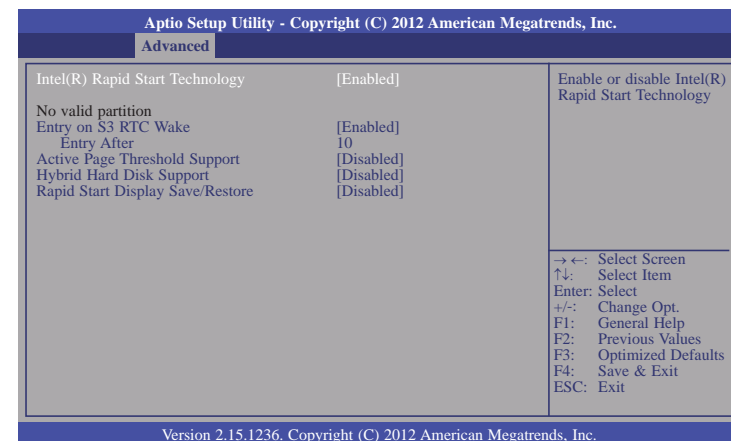 Aptio Setup Utility - Copyright (C) 2012 American Megatrends, Inc.
Advanced
Intel(R) Rapid Start Technology [Enabled]
No valid partition
Entry on S3 RTC Wake [Enabled]
Entry After 10
Active Page Threshold Support [Disabled]
Hybrid Hard Disk Support [Disabled]
Rapid Start Display Save/Restore [Disabled]
Enable or disable Intel(R)
Rapid Start Technology
→ ←: Select Screen
↑↓: Select Item
Enter: Select
+/-: Change Opt.
F1: General Help
F2: Previous Values
F3: Optimized Defaults
F4: Save & Exit
ESC: Exit
Version 2.15.1236. Copyright (C) 2012 American Megatrends, Inc.